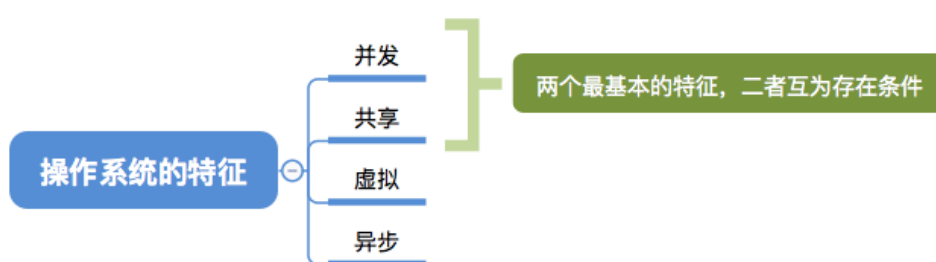 并发
两个最基本的特征，二者互为存在条件
共享
操作系统的特征
虚拟
异步